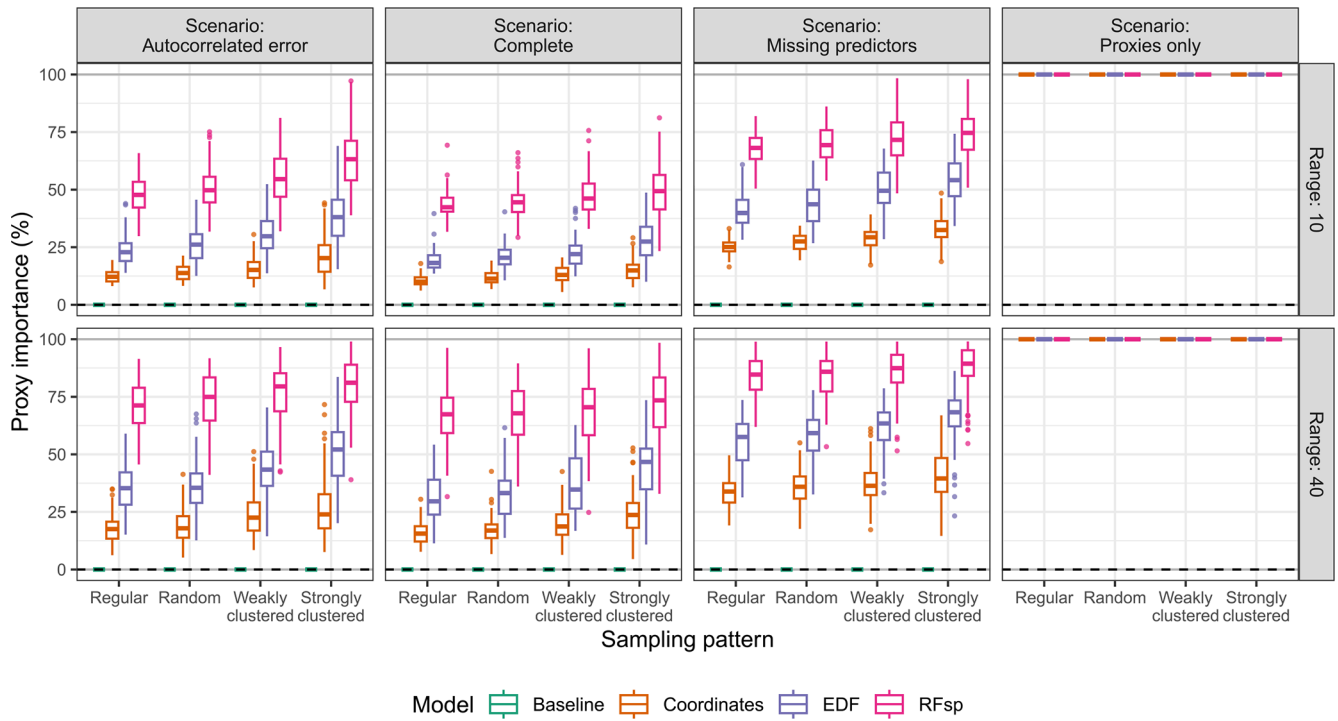 Scenario:
Autocorrelated error
Scenario:
Complete
Scenario:
Missing predictors
Scenario:
Proxies only
Proxy importance (%)
100
75
50
25
0
Range: 10
100
75
50
25
0
Range: 40
Regular Random Weakly clustered Strongly clustered
Regular Random Weakly clustered Strongly clustered
Regular Random Weakly clustered Strongly clustered
Regular Random Weakly clustered Strongly clustered
Sampling pattern
Model Baseline Coordinates EDF RFsp